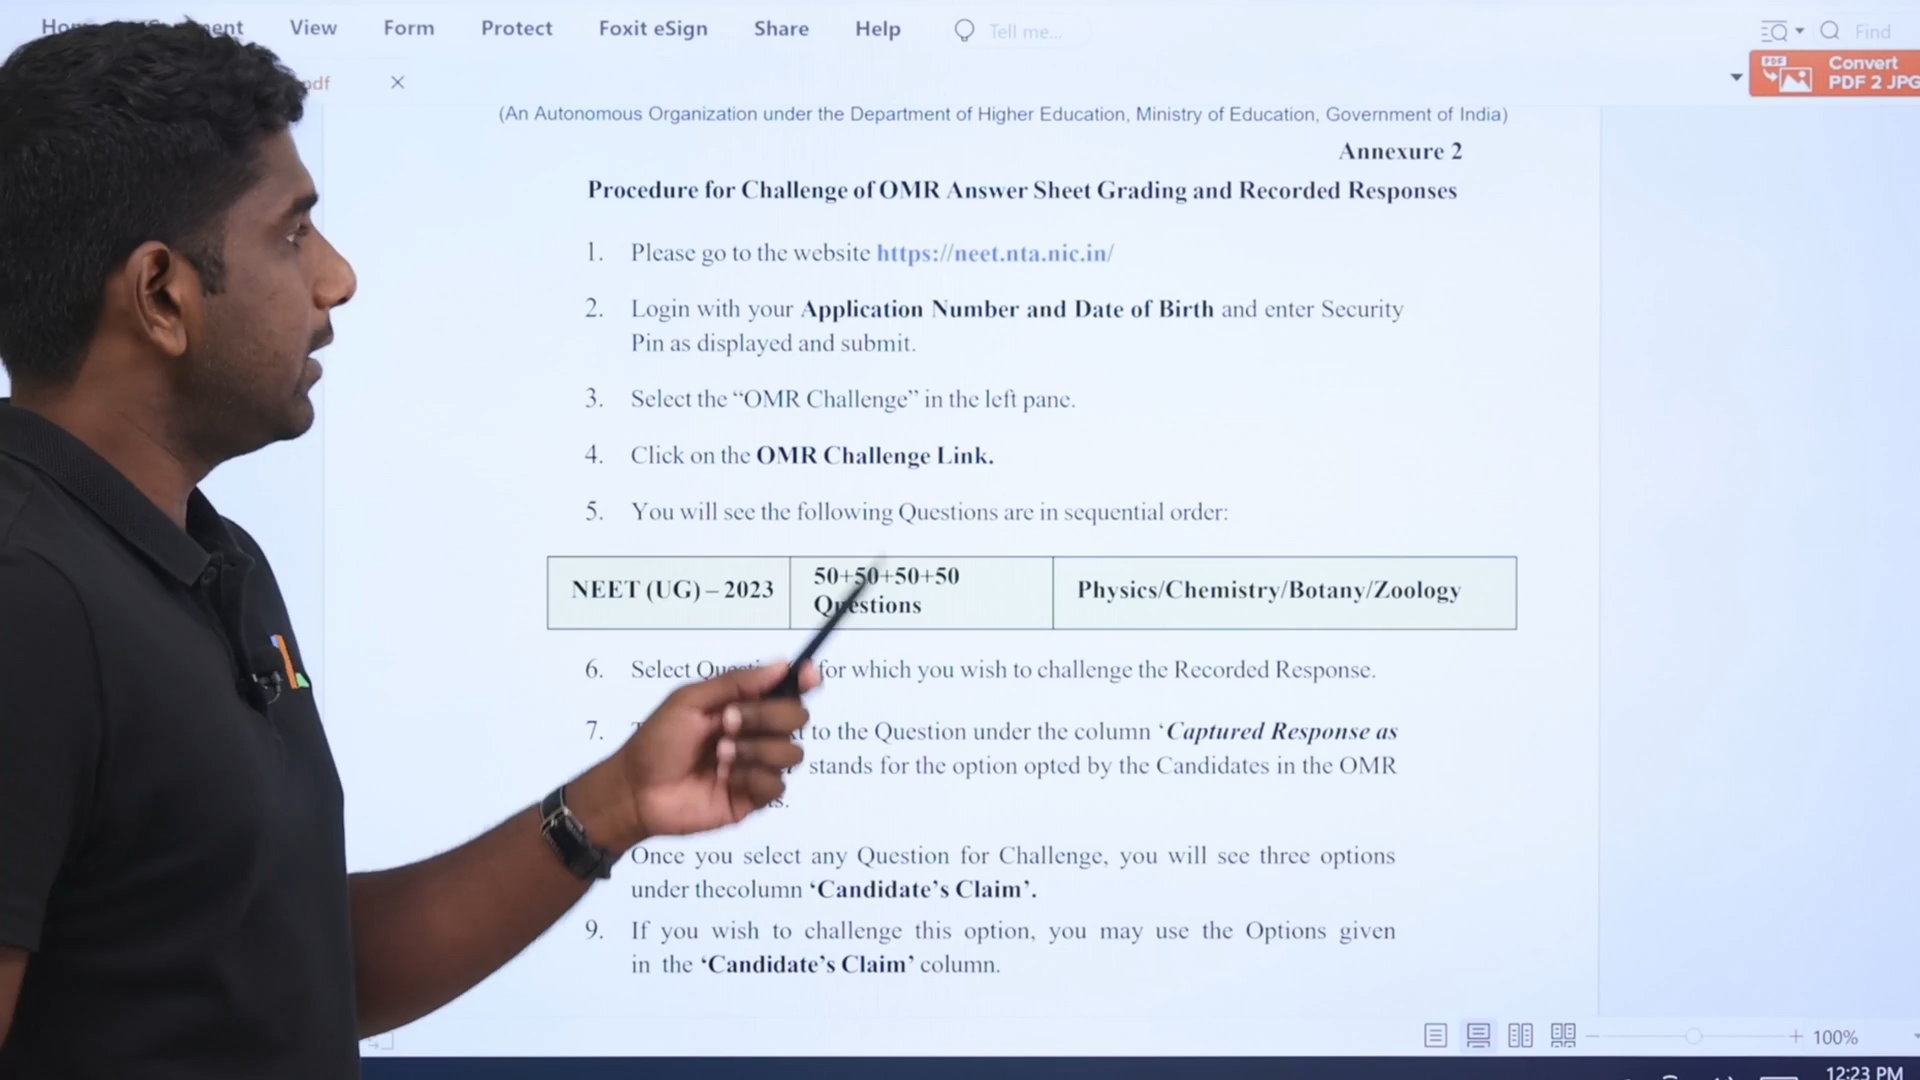 View Form Protect Foxit eSign Share Help Tell me... Find
pdf
Convert
PDF 2 JPG
(An Autonomous Organization under the Department of Higher Education, Ministry of Education, Government of India)
Annexure 2
Procedure for Challenge of OMR Answer Sheet Grading and Recorded Responses
1. Please go to the website https://neet.nta.nic.in/
2. Login with your Application Number and Date of Birth and enter Security
Pin as displayed and submit.
3. Select the “OMR Challenge” in the left pane.
4. Click on the OMR Challenge Link.
5. You will see the following Questions are in sequential order:
NEET (UG) – 2023
50+50+50+50
Questions
Physics/Chemistry/Botany/Zoology
6. Select for which you wish to challenge the Recorded Response.
7. to the Question under the column ‘Captured Response as
stands for the option opted by the Candidates in the OMR
Once you select any Question for Challenge, you will see three options
under thecolumn ‘Candidate’s Claim’.
9. If you wish to challenge this option, you may use the Options given
in the ‘Candidate’s Claim’ column.
100%
12:23 PM